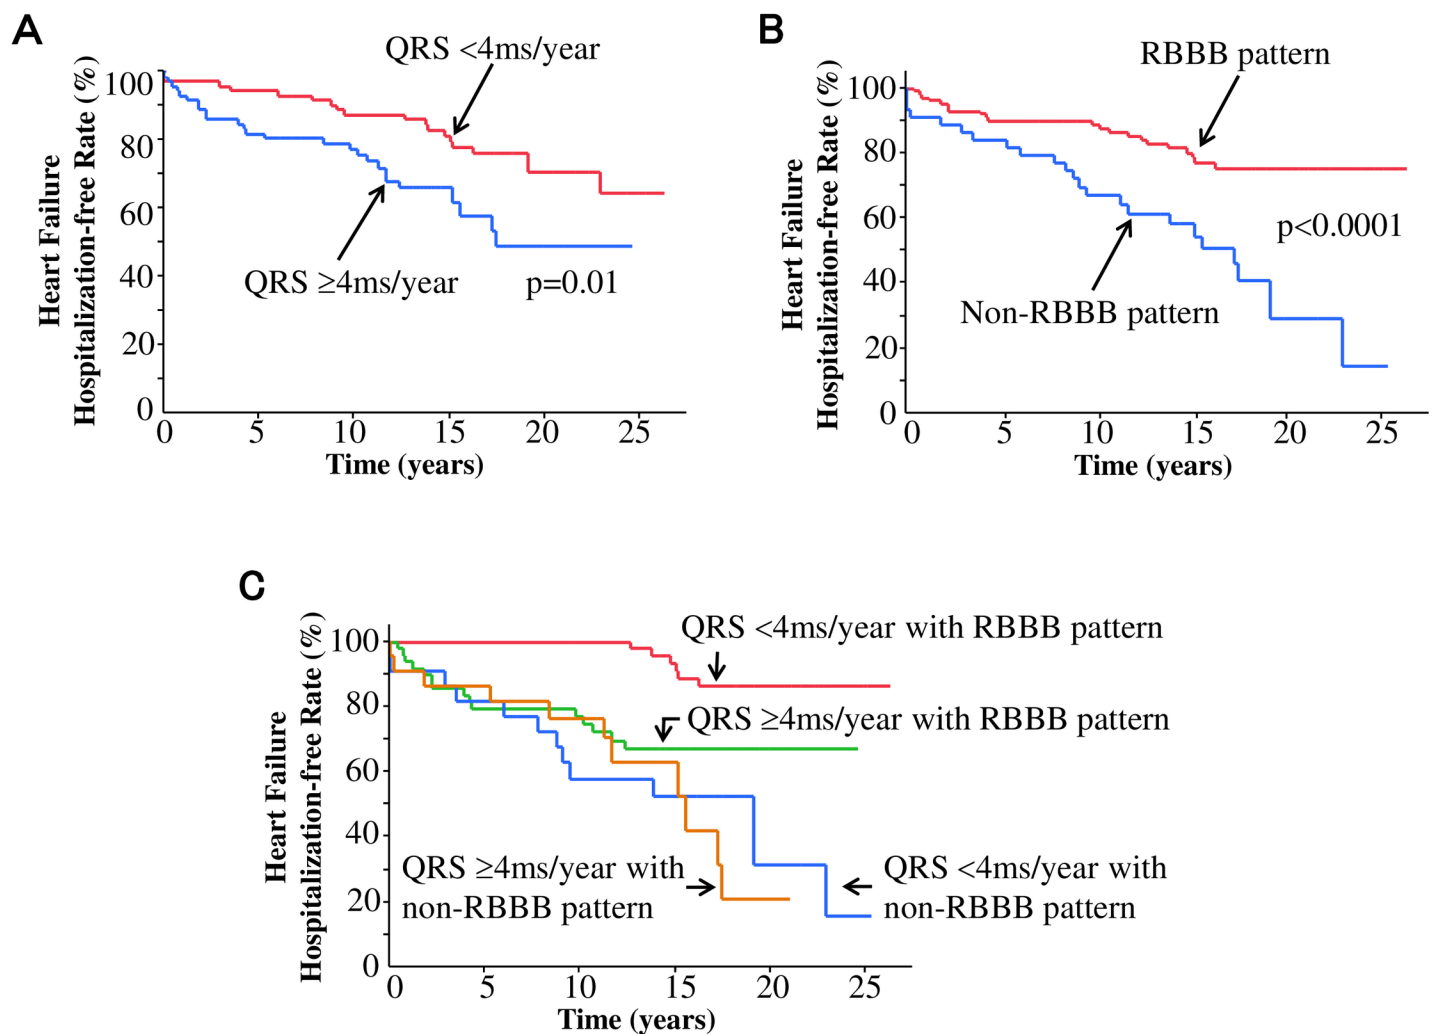 A
QRS <4ms/year
Heart Failure
Hospitalization-free Rate (%)
100
80
60
40
20
0
QRS ≥4ms/year
p=0.01
0 5 10 15 20 25
Time (years)
B
RBBB pattern
Heart Failure
Hospitalization-free Rate (%)
100
80
60
40
20
0
p<0.0001
Non-RBBB pattern
0 5 10 15 20 25
Time (years)
C
QRS <4ms/year with RBBB pattern
QRS ≥4ms/year with RBBB pattern
Heart Failure
Hospitalization-free Rate (%)
100
80
60
40
20
0
QRS ≥4ms/year with
non-RBBB pattern
QRS <4ms/year with
non-RBBB pattern
0 5 10 15 20 25
Time (years)